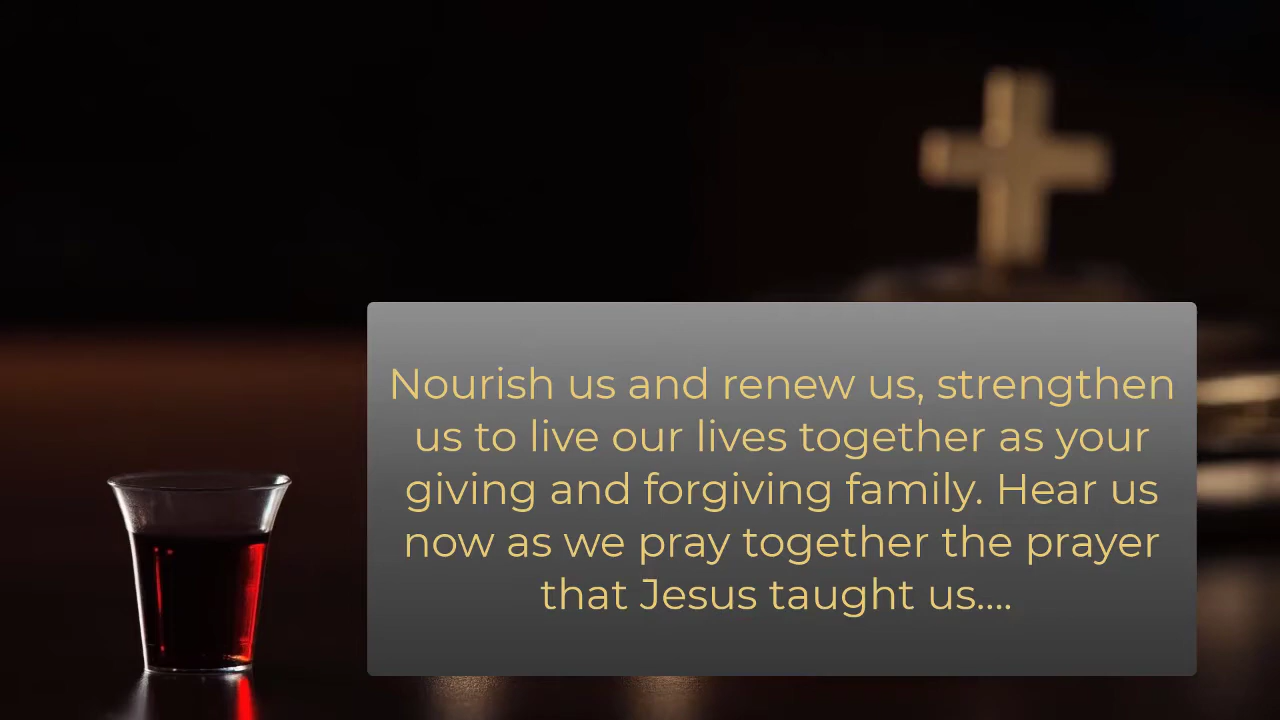 Nourish us and renew us, strengthen
us to live our lives together as your
giving and forgiving family. Hear us
now as we pray together the prayer
that Jesus taught us....